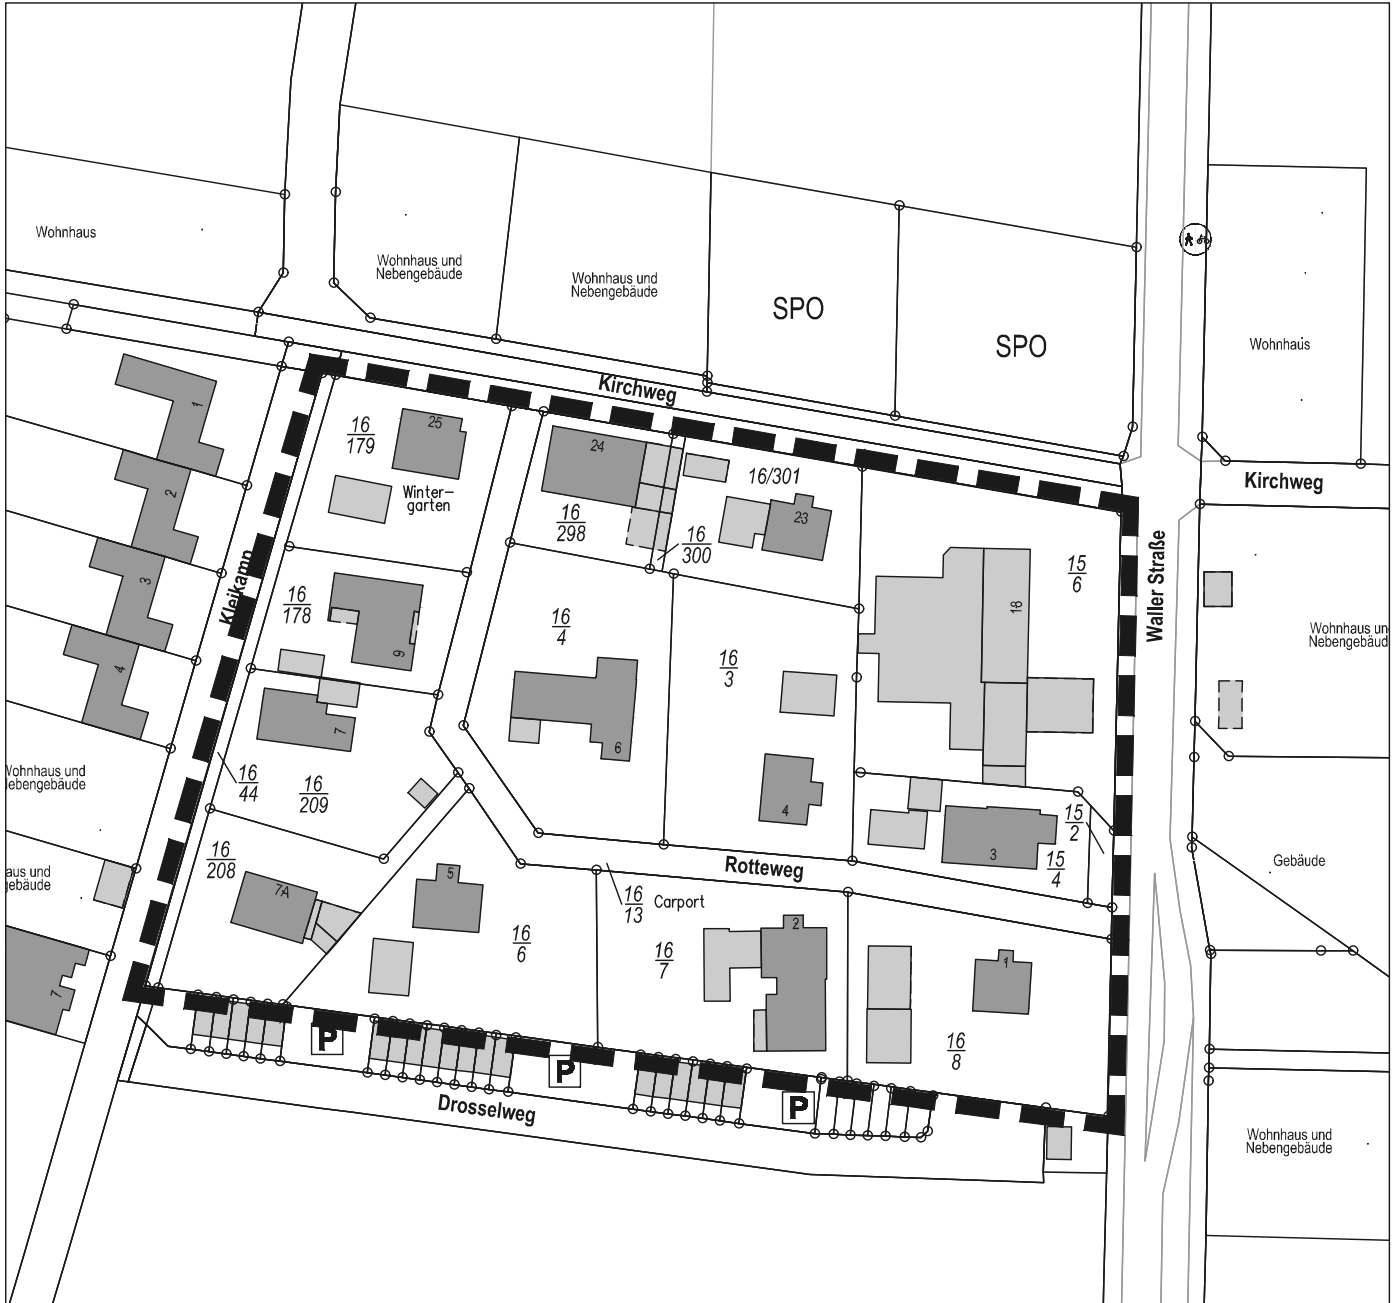 Wohnhaus
Wohnhaus und
Nebengebäude
Wohnhaus und
Nebengebäude
SPO
SPO
Wohnhaus
Kirchweg
Kirchweg
1
2
3
4
16
179
25
Winter-
garten
24
16
298
16/301
16
300
23
15
6
18
Waller Straße
Kleikamp
16
178
9
16
4
16
3
Wohnhaus un
Nebengebäud
7
6
4
16
44
16
209
Wohnhaus und
Nebengebäude
15
2
15
4
3
Rotteweg
16
208
7A
5
16
13
Carport
16
6
16
7
2
1
16
8
Gebäude
aus und
gebäude
7
P
P
P
Drosselweg
Wohnhaus und
Nebengebäude